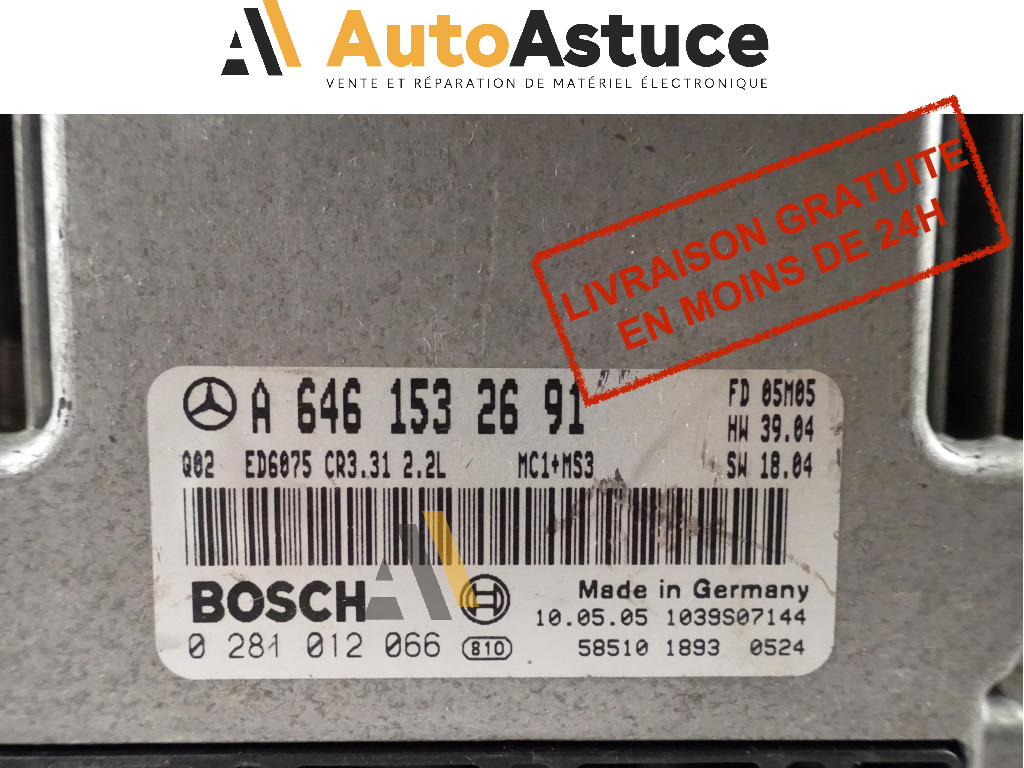 AutoAstuce
VENTE ET RÉPARATION DE MATÉRIEL ÉLECTRONIQUE
LIVRAISON GRATUITE
EN MOINS DE 24H
A 646 153 26 91
FD 05M05
HW 39.04
Q02 ED6075 CR3.31 2.2L MC1+MS3 SW 18.04
BOSCH
Made in Germany
10.05.05 1039S07144
0 281 012 066 810 58510 1893 0524